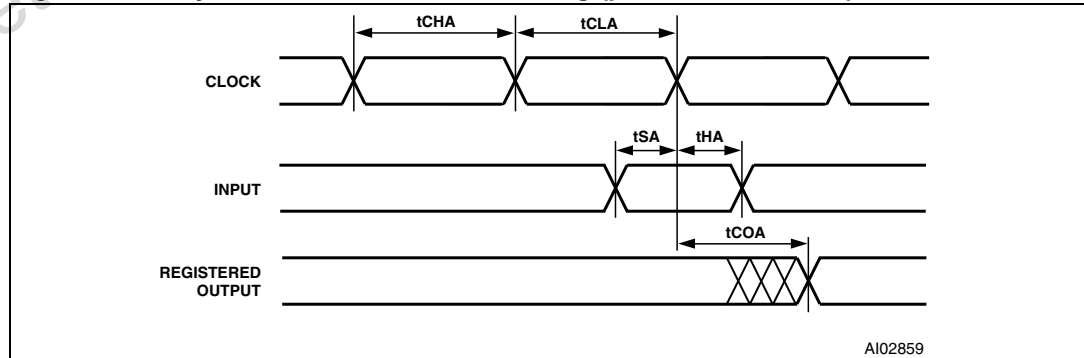 tCHA
tCLA
CLOCK
tSA
tHA
INPUT
tCOA
REGISTERED
OUTPUT
AI02859